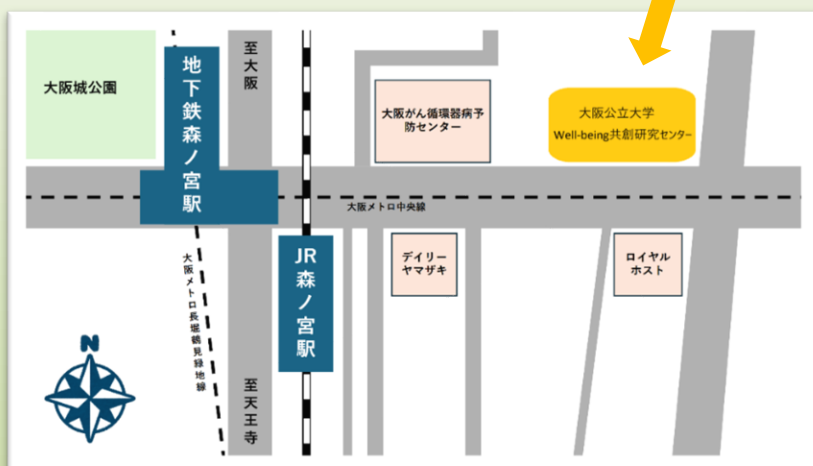 大阪城公園
地下鉄森ノ宮駅
至大阪
大阪がん循環器病予
防センター
大阪公立大学
Well-being共創研究センター
大阪メトロ中央線
デイリー
ヤマザキ
ロイヤル
ホスト
JR森ノ宮駅
大阪メトロ長堀鶴見緑地線
N
至天王寺